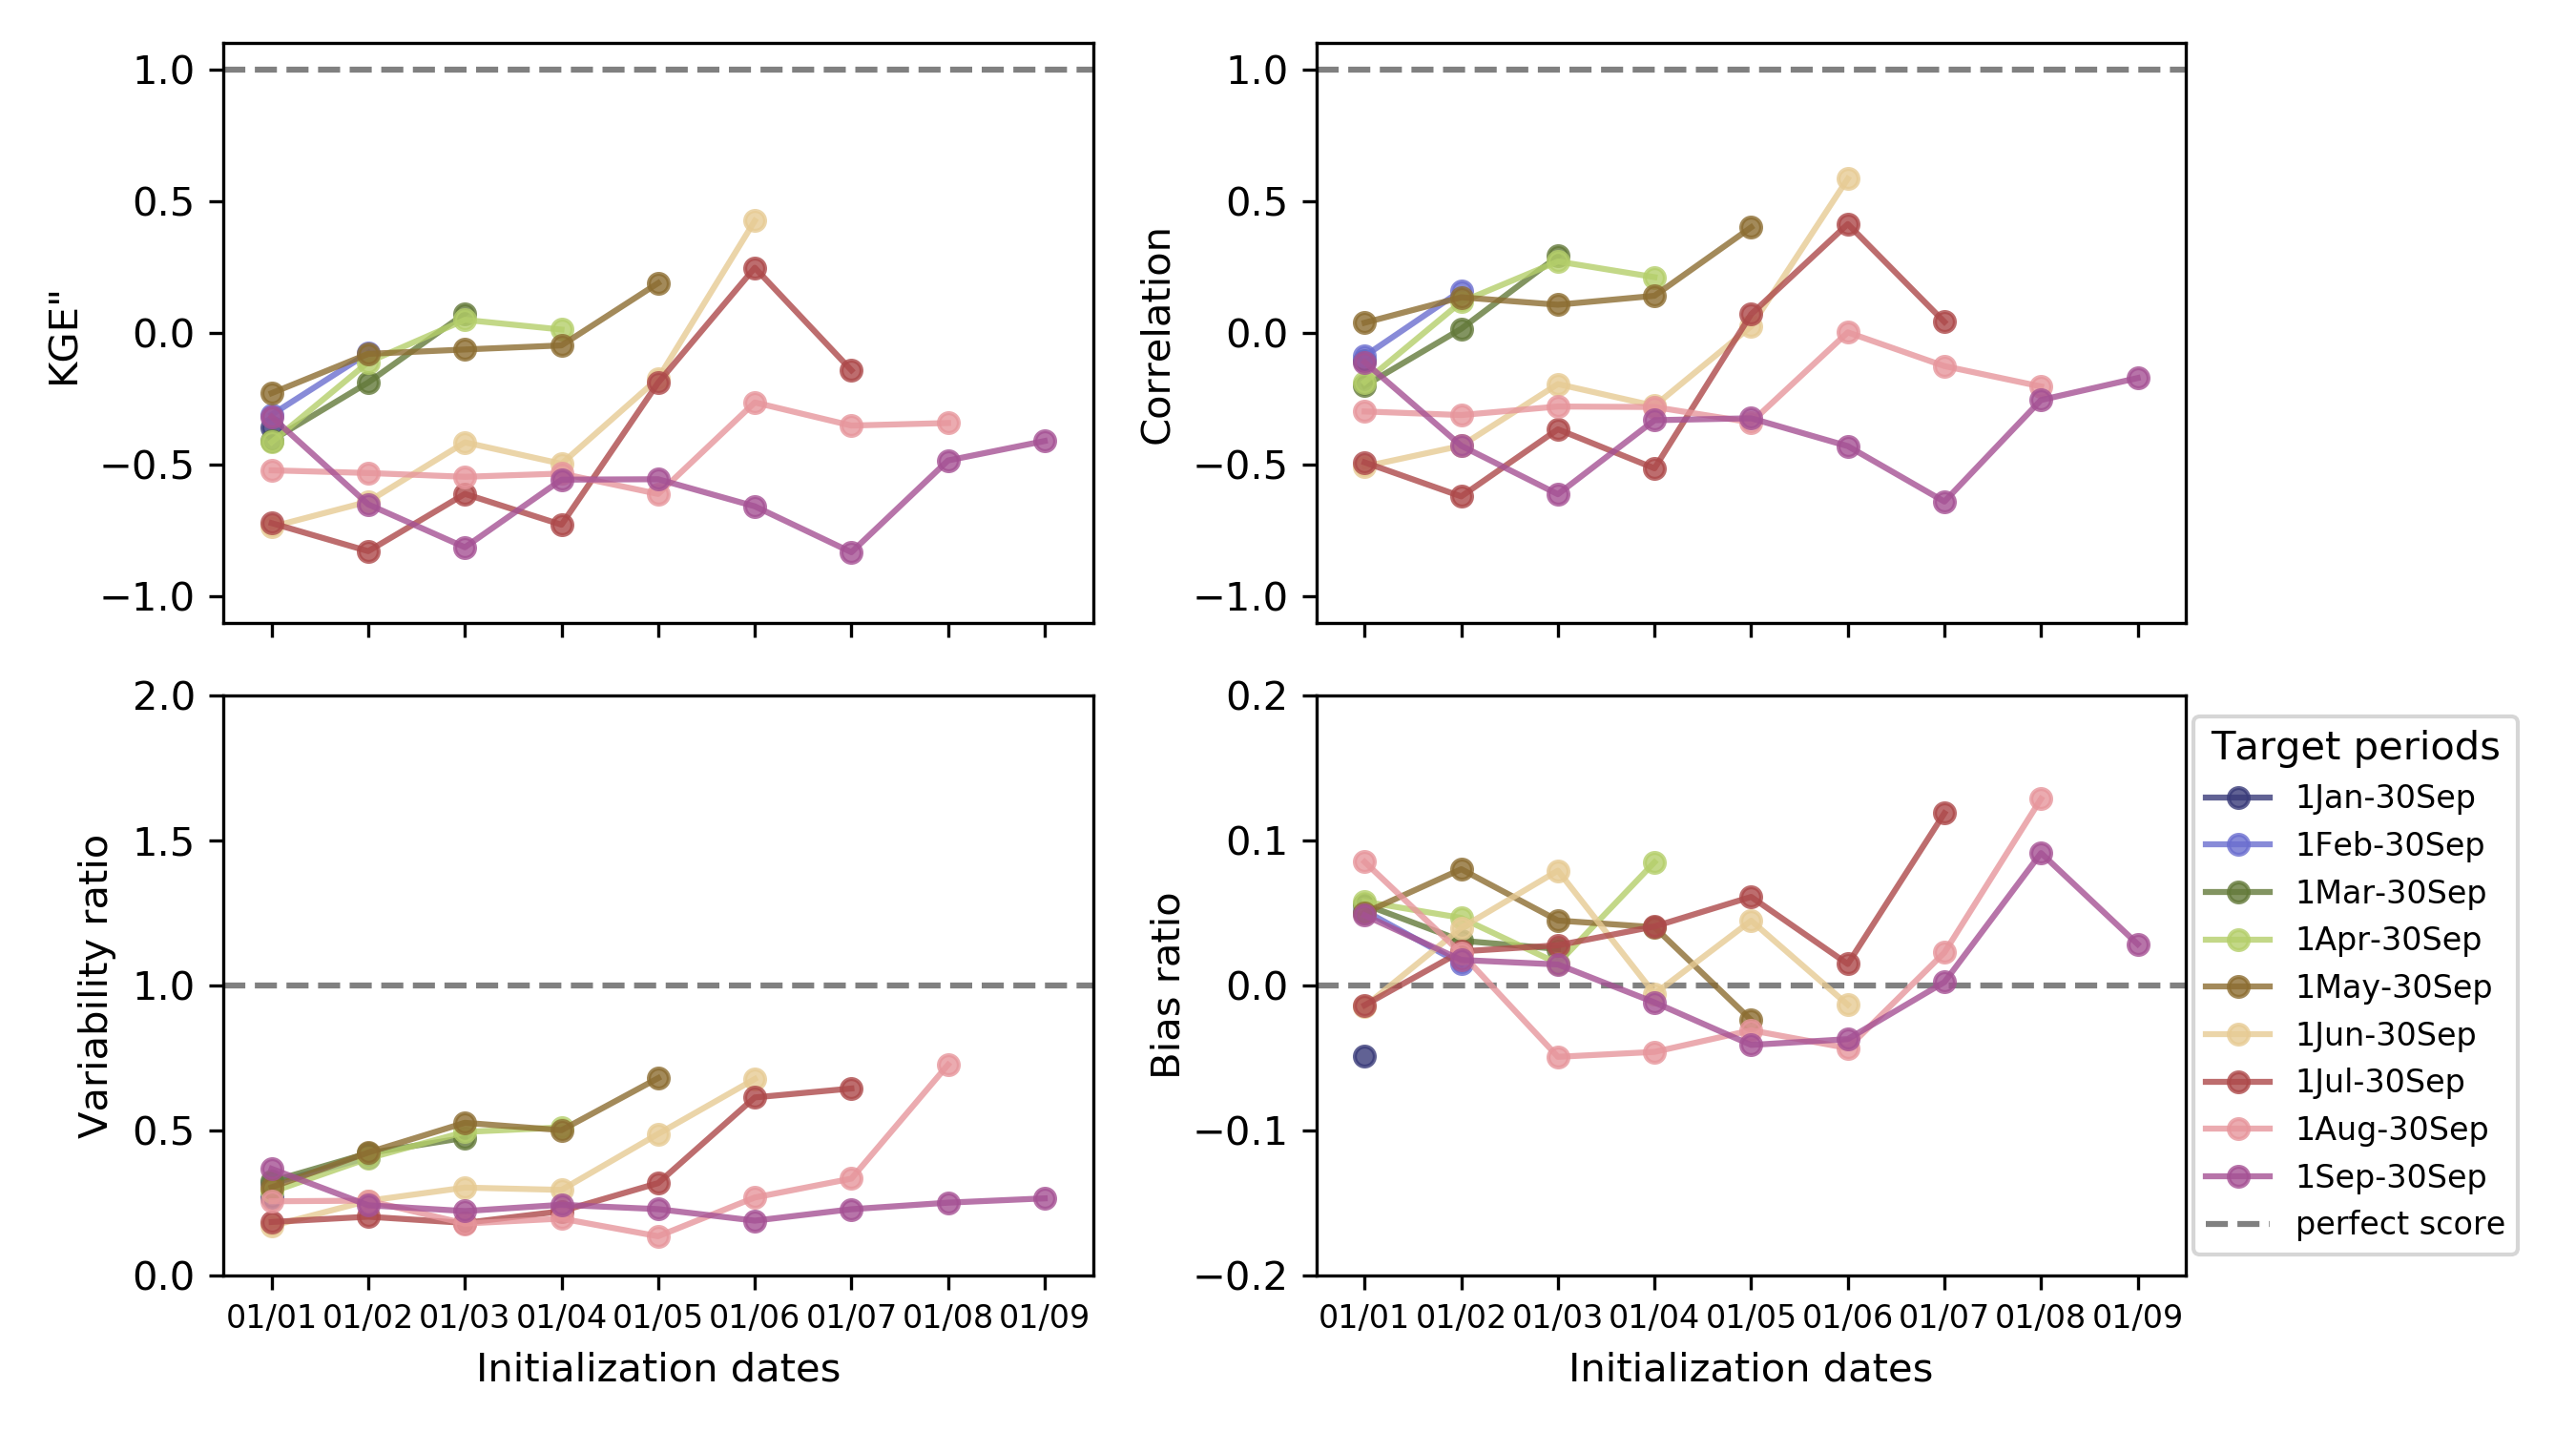 KGE"
1.0
0.5
0.0
−0.5
−1.0
Correlation
1.0
0.5
0.0
−0.5
−1.0
Variability ratio
2.0
1.5
1.0
0.5
0.0
01/01 01/02 01/03 01/04 01/05 01/06 01/07 01/08 01/09
Initialization dates
Bias ratio
0.2
0.1
0.0
−0.1
−0.2
01/01 01/02 01/03 01/04 01/05 01/06 01/07 01/08 01/09
Initialization dates
Target periods
1Jan-30Sep
1Feb-30Sep
1Mar-30Sep
1Apr-30Sep
1May-30Sep
1Jun-30Sep
1Jul-30Sep
1Aug-30Sep
1Sep-30Sep
perfect score